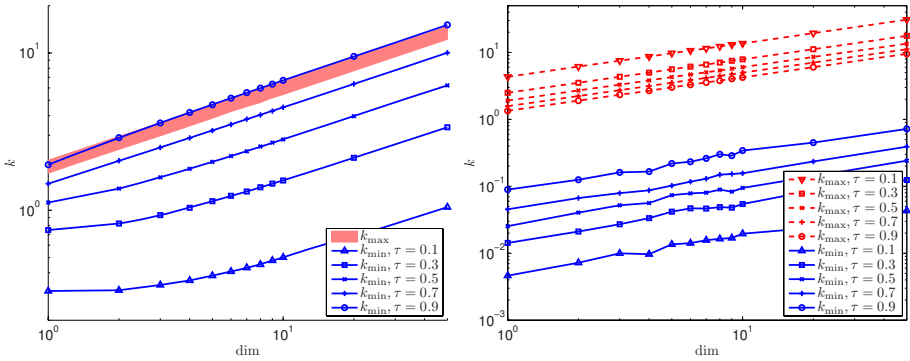 10^1
10^0
k
10^0
10^1
dim
k_max
k_min, τ = 0.1
k_min, τ = 0.3
k_min, τ = 0.5
k_min, τ = 0.7
k_min, τ = 0.9
10^1
10^0
10^−1
10^−2
10^−3
k
10^0
10^1
dim
k_max, τ = 0.1
k_max, τ = 0.3
k_max, τ = 0.5
k_max, τ = 0.7
k_max, τ = 0.9
k_min, τ = 0.1
k_min, τ = 0.3
k_min, τ = 0.5
k_min, τ = 0.7
k_min, τ = 0.9